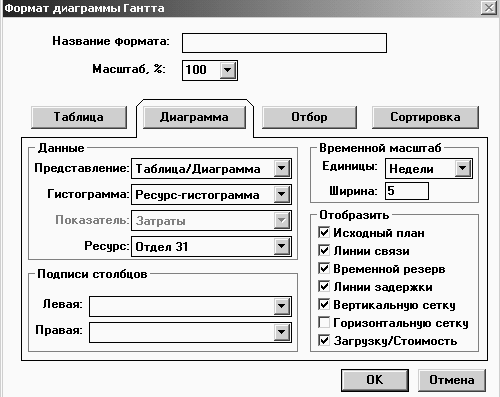 Формат диаграммы Гантта
Название формата:
Масштаб, %: 100
Таблица Диаграмма Отбор Сортировка
Данные
Представление: Таблица/Диаграмма
Гистограмма: Ресурс-гистограмма
Показатель: Затраты
Ресурс: Отдел 31
Подписи столбцов
Левая:
Правая:
Временной масштаб
Единицы: Недели
Ширина: 5
Отобразить
Исходный план
Линии связи
Временной резерв
Линии задержки
Вертикальную сетку
Горизонтальную сетку
Загрузку/Стоимость
OK Отмена